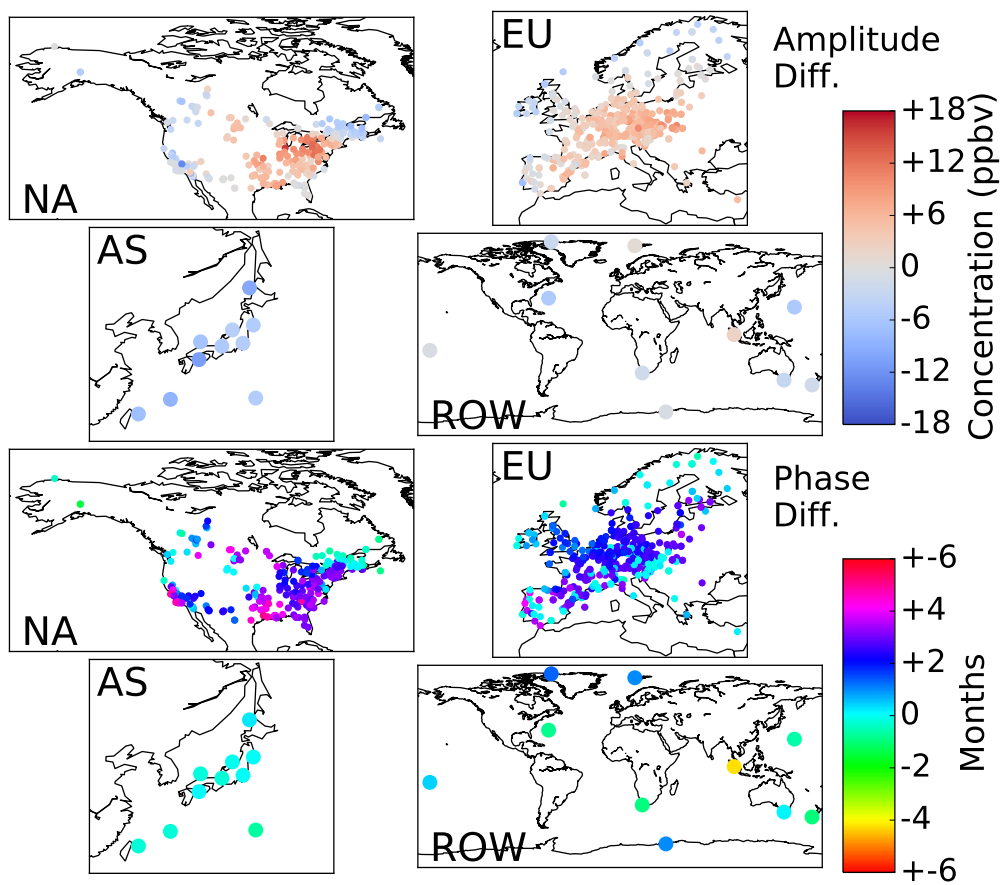 NA
EU
Amplitude
Diff.
AS
ROW
+18
+12
+6
0
-6
-12
-18
Concentration (ppbv)
NA
EU
Phase
Diff.
AS
ROW
+-6
+4
+2
0
-2
-4
+-6
Months